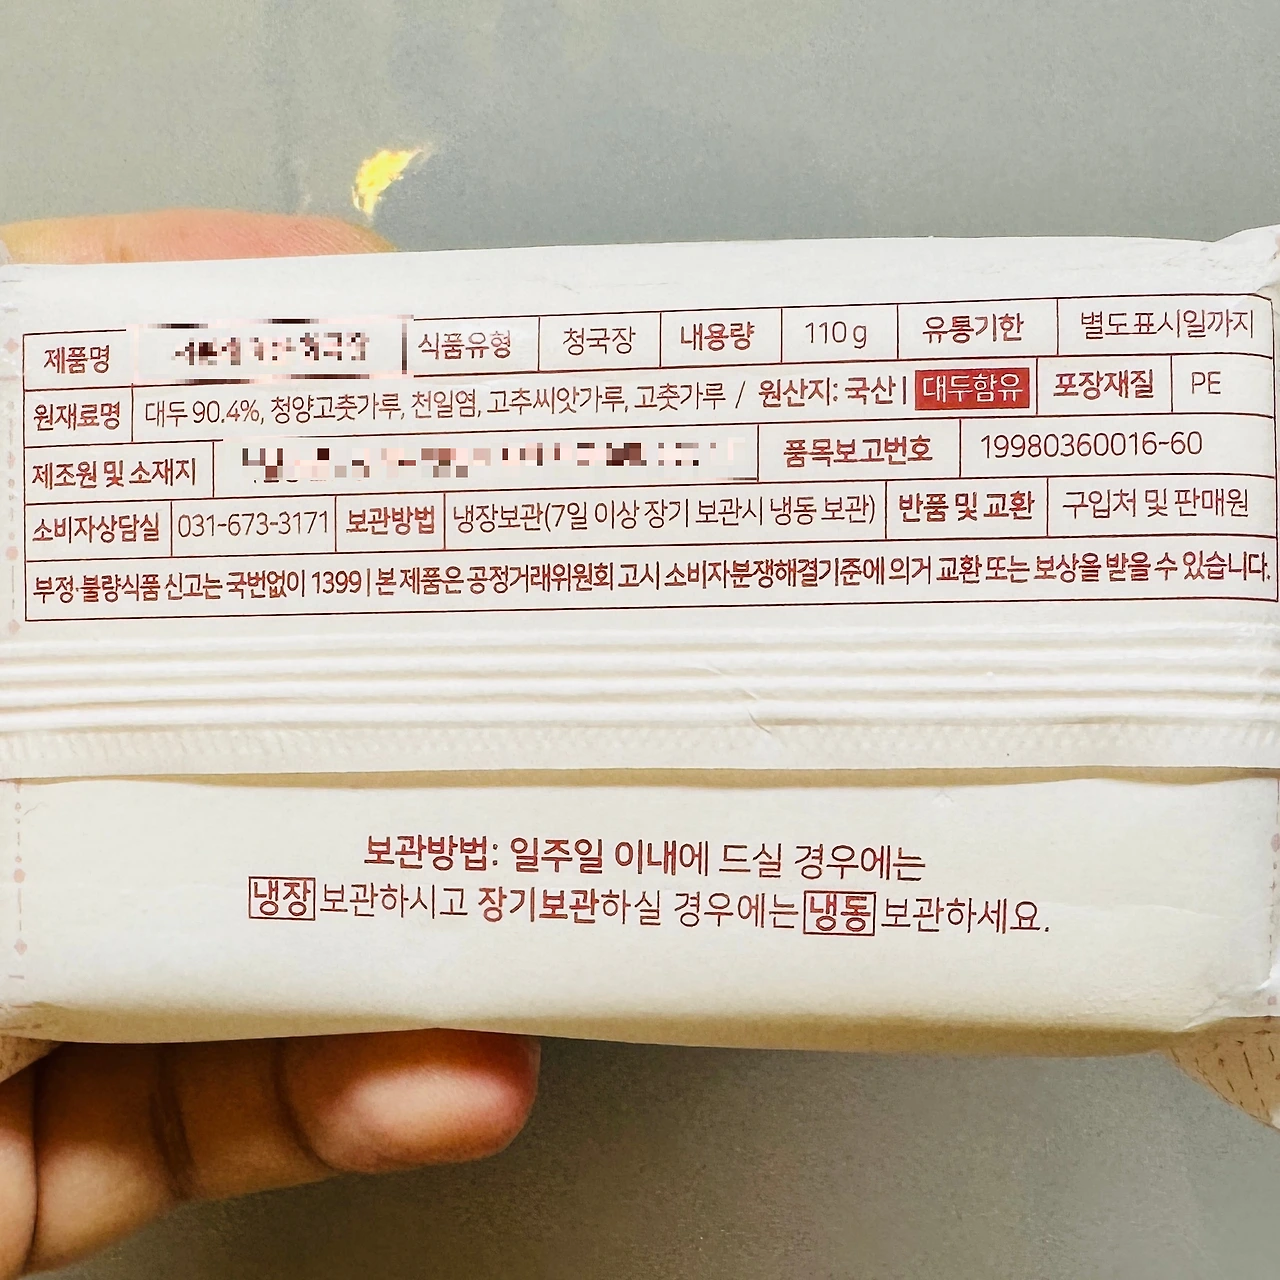 제품명 식품유형 청국장 내용량 110g 유통기한 별도표시일까지
원재료명 대두 90.4%, 청양고춧가루, 천일염, 고추씨앗가루, 고춧가루 / 원산지: 국산 | 대두함유 포장재질 PE
제조원 및 소재지 품목보고번호 19980360016-60
소비자상담실 031-673-3171 보관방법 냉장보관(7일 이상 장기 보관시 냉동 보관) 반품 및 교환 구입처 및 판매원
부정·불량식품 신고는 국번없이 1399 | 본 제품은 공정거래위원회 고시 소비자분쟁해결기준에 의거 교환 또는 보상을 받을 수 있습니다.
보관방법: 일주일 이내에 드실 경우에는
냉장 보관하시고 장기보관하실 경우에는 냉동 보관하세요.